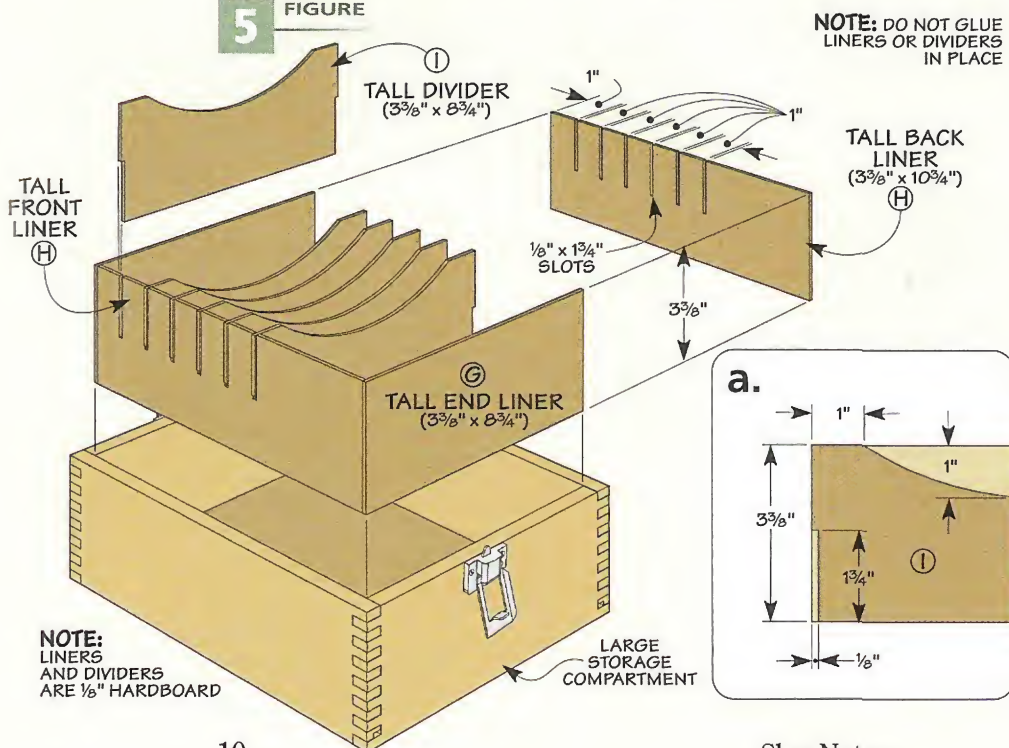 5 FIGURE
NOTE: DO NOT GLUE
LINERS OR DIVIDERS
IN PLACE
Ⓘ
TALL DIVIDER
(3⅜" x 8¾")
1"
1"
TALL BACK
LINER
(3⅜" x 10¾")
Ⓗ
TALL
FRONT
LINER
Ⓗ
⅛" x 1¾"
SLOTS
3⅜"
Ⓖ
TALL END LINER
(3⅜" x 8¾")
a.
1"
1"
3⅜"
1¾"
Ⓘ
⅛"
NOTE:
LINERS
AND DIVIDERS
ARE ⅛" HARDBOARD
LARGE
STORAGE
COMPARTMENT